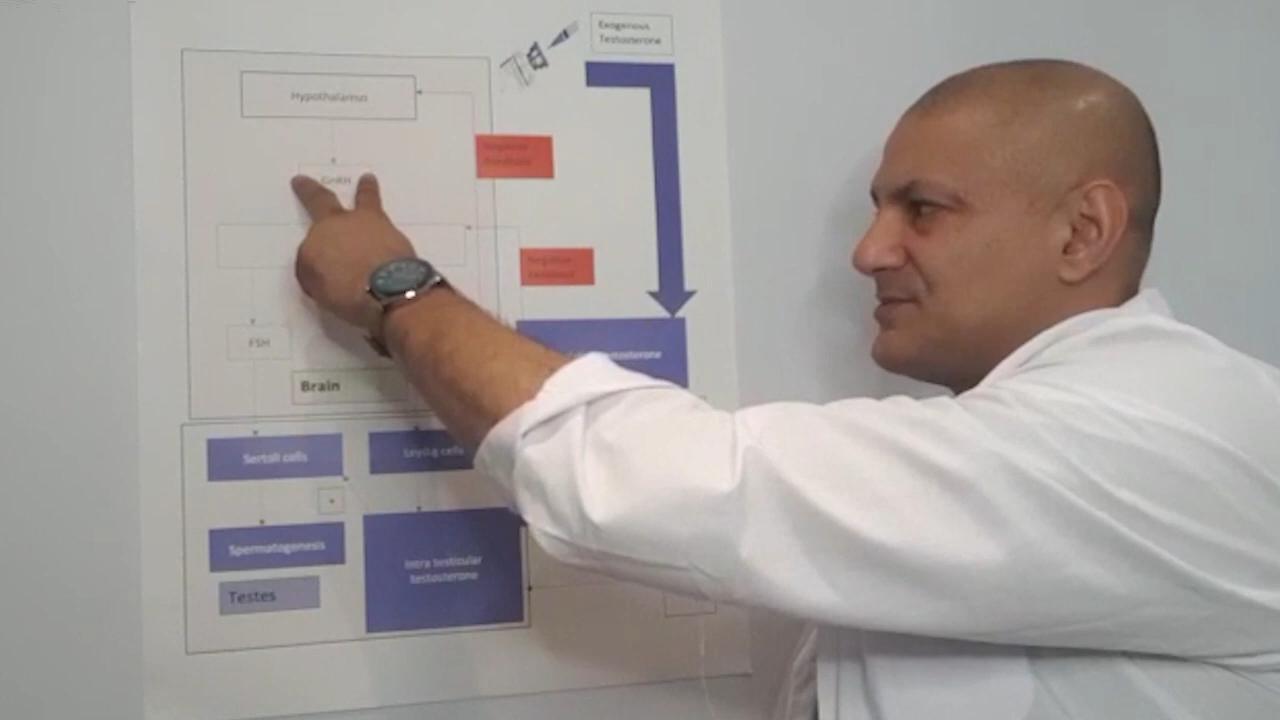 Exogenous
Testosterone
Hypothalamus
Negative
feedback
GnRH
Negative
feedback
FSH
testosterone
Brain
Sertoli cells
Leydig cells
Spermatogenesis
Intra testicular
testosterone
Testes